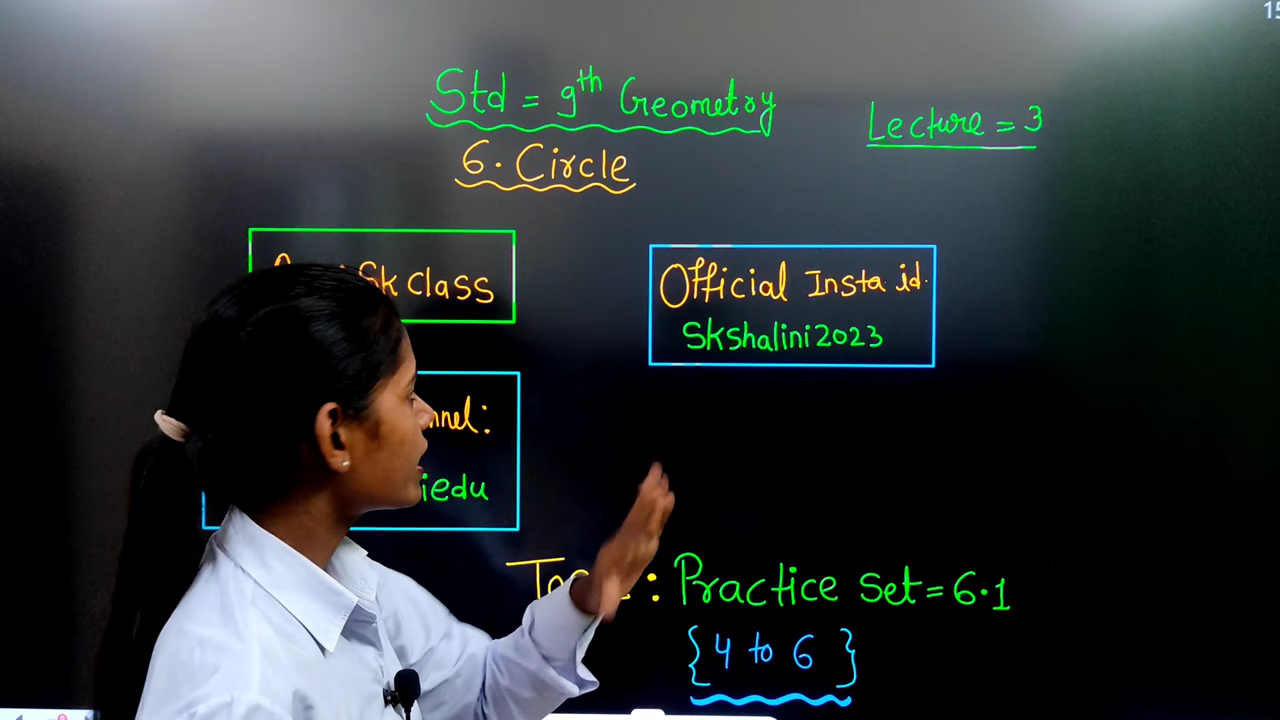 15
Std = 9th Geometry
Lecture = 3
6. Circle
Sk class
Official Insta id.
Skshalini2023
nnel:
iedu
: Practice set = 6.1
{4 to 6}